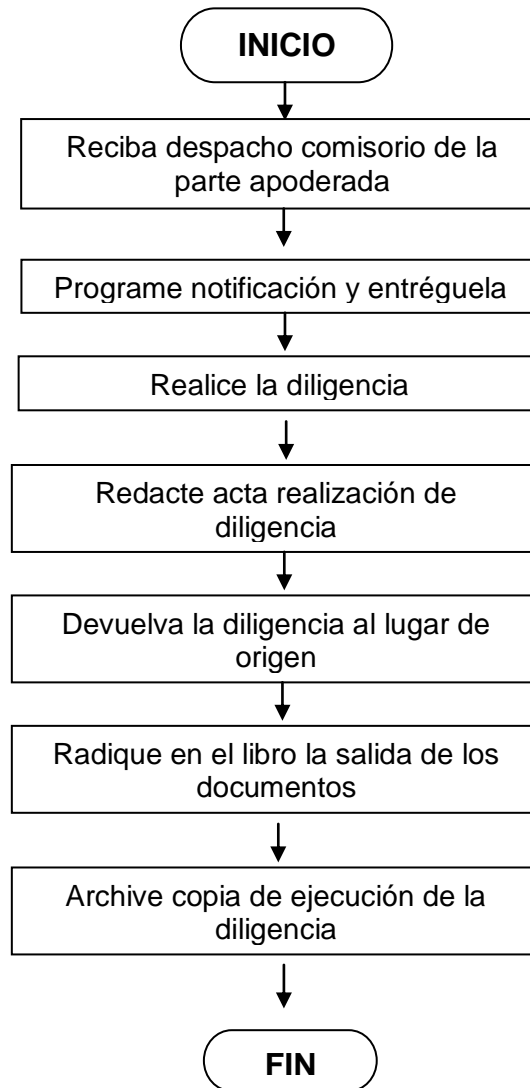 INICIO
Reciba despacho comisorio de la
parte apoderada
Programe notificación y entréguela
Realice la diligencia
Redacte acta realización de
diligencia
Devuelva la diligencia al lugar de
origen
Radique en el libro la salida de los
documentos
Archive copia de ejecución de la
diligencia
FIN